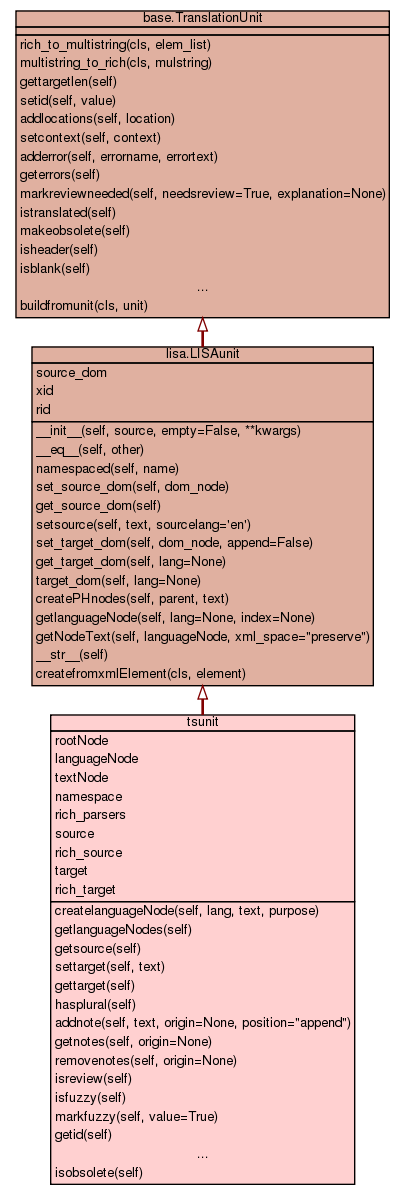 base.TranslationUnit
rich_to_multistring(cls, elem_list)
multistring_to_rich(cls, mulstring)
gettargetlen(self)
setid(self, value)
addlocations(self, location)
setcontext(self, context)
adderror(self, errorname, errortext)
geterrors(self)
markreviewneeded(self, needsreview=True, explanation=None)
istranslated(self)
makeobsolete(self)
isheader(self)
isblank(self)
...
buildfromunit(cls, unit)
lisa.LISAunit
source_dom
xid
rid
__init__(self, source, empty=False, **kwargs)
__eq__(self, other)
namespaced(self, name)
set_source_dom(self, dom_node)
get_source_dom(self)
setsource(self, text, sourcelang='en')
set_target_dom(self, dom_node, append=False)
get_target_dom(self, lang=None)
target_dom(self, lang=None)
createPHnodes(self, parent, text)
getlanguageNode(self, lang=None, index=None)
getNodeText(self, languageNode, xml_space="preserve")
__str__(self)
createfromxmlElement(cls, element)
tsunit
rootNode
languageNode
textNode
namespace
rich_parsers
source
rich_source
target
rich_target
createlanguageNode(self, lang, text, purpose)
getlanguageNodes(self)
getsource(self)
settarget(self, text)
gettarget(self)
hasplural(self)
addnote(self, text, origin=None, position="append")
getnotes(self, origin=None)
removenotes(self, origin=None)
isreview(self)
isfuzzy(self)
markfuzzy(self, value=True)
getid(self)
...
isobsolete(self)